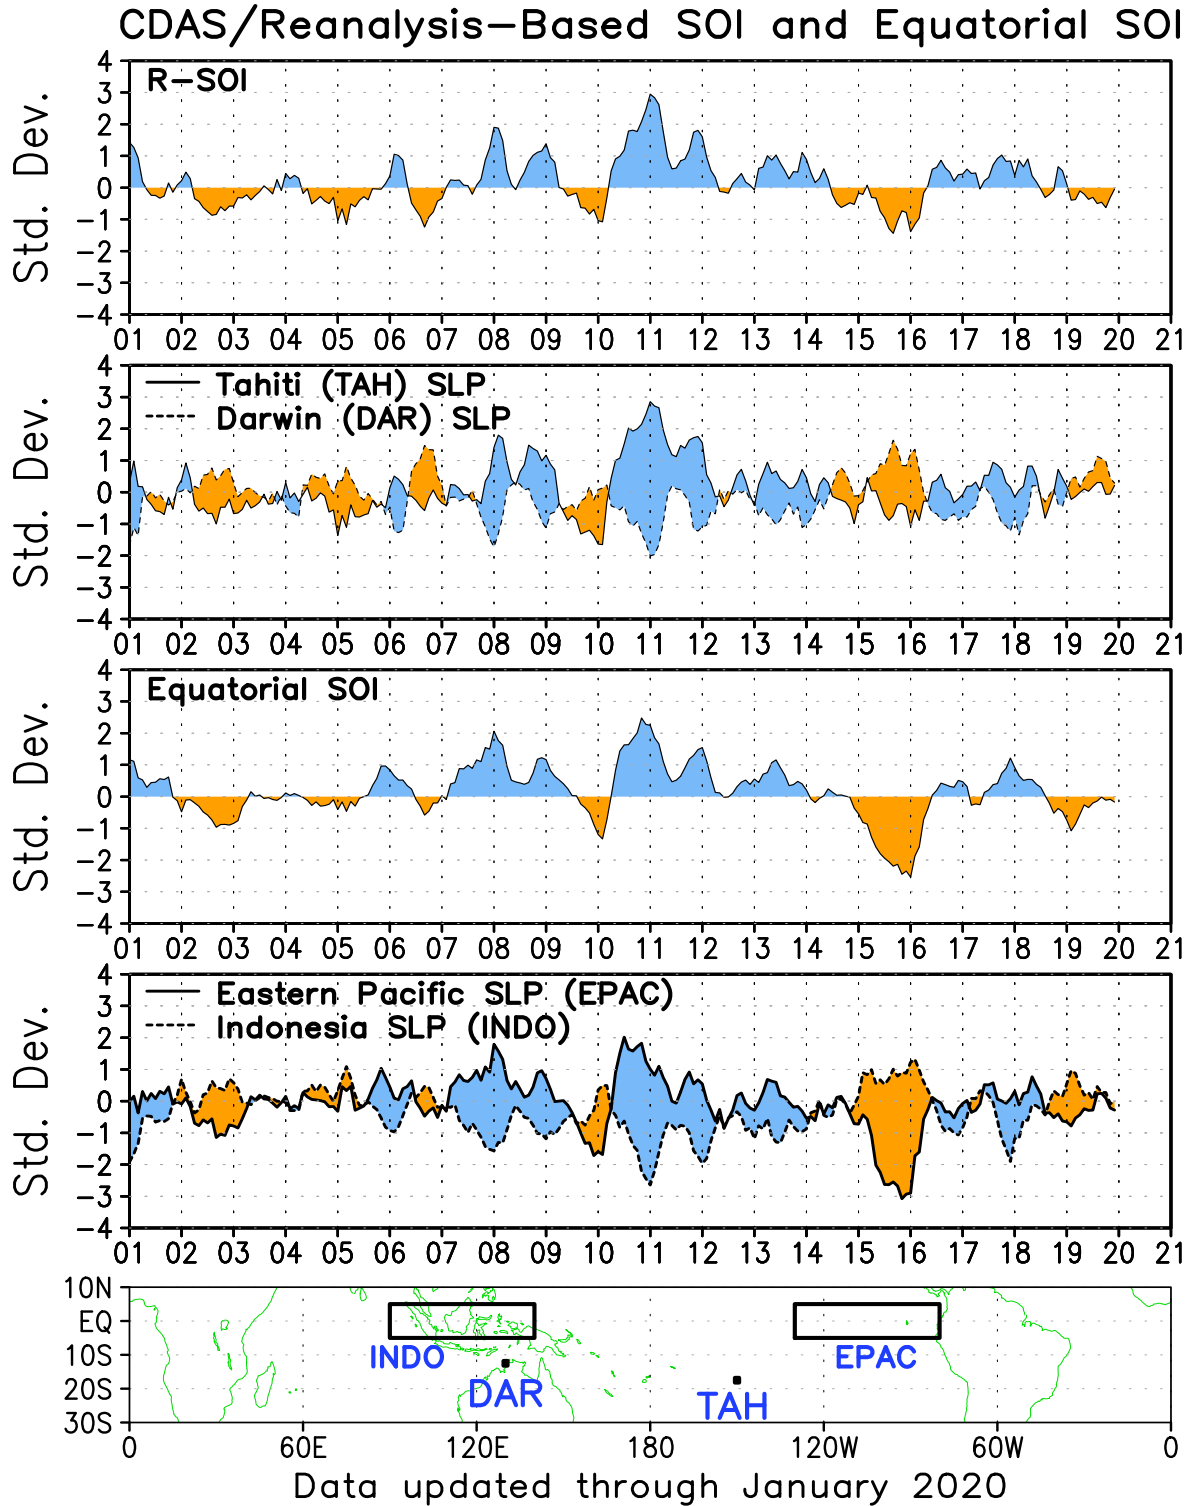 CDAS/Reanalysis-Based SOI and Equatorial SOI
R-SOI
Std. Dev.
4
3
2
1
0
-1
-2
-3
-4
01 02 03 04 05 06 07 08 09 10 11 12 13 14 15 16 17 18 19 20 21
Tahiti (TAH) SLP
Darwin (DAR) SLP
Std. Dev.
4
3
2
1
0
-1
-2
-3
-4
01 02 03 04 05 06 07 08 09 10 11 12 13 14 15 16 17 18 19 20 21
Equatorial SOI
Std. Dev.
4
3
2
1
0
-1
-2
-3
-4
01 02 03 04 05 06 07 08 09 10 11 12 13 14 15 16 17 18 19 20 21
Eastern Pacific SLP (EPAC)
Indonesia SLP (INDO)
Std. Dev.
4
3
2
1
0
-1
-2
-3
-4
01 02 03 04 05 06 07 08 09 10 11 12 13 14 15 16 17 18 19 20 21
10N
EQ
10S
20S
30S
INDO
EPAC
DAR
TAH
0 60E 120E 180 120W 60W 0
Data updated through January 2020